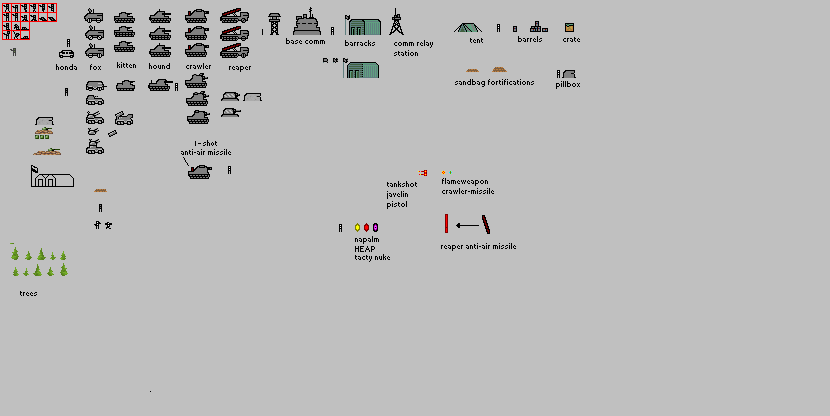 honda
fox
kitten
hound
crawler
reaper
base comm
barracks
comm relay
station
tent
barrels
crate
sandbag fortifications
pillbox
1-shot
anti-air missile
tankshot
javelin
pistol
flameweapon
crawler-missile
napalm
HEAP
tacty nuke
reaper anti-air missile
trees